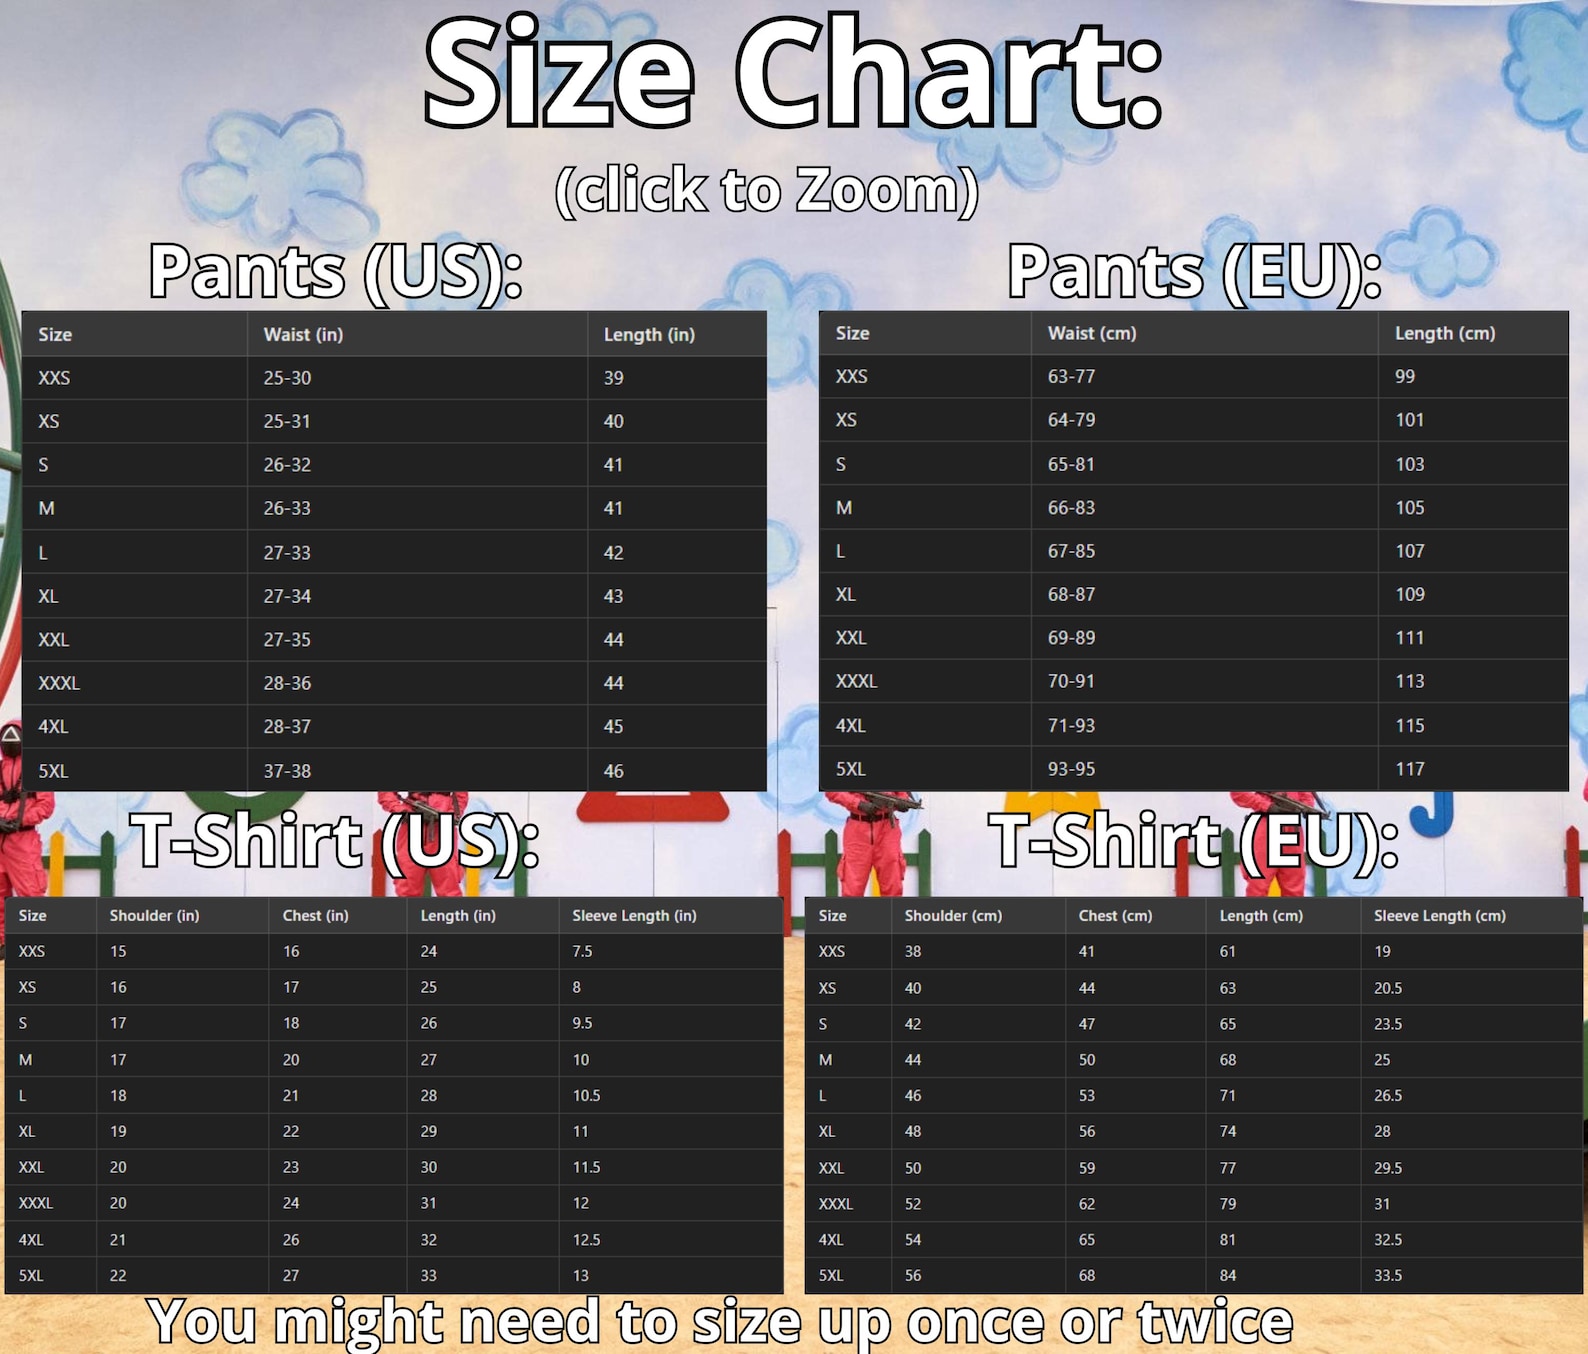 Size Chart:
(click to Zoom)
Pants (US):
Size Waist (in) Length (in)
XXS 25-30 39
XS 25-31 40
S 26-32 41
M 26-33 41
L 27-33 42
XL 27-34 43
XXL 27-35 44
XXXL 28-36 44
4XL 28-37 45
5XL 37-38 46
Pants (EU):
Size Waist (cm) Length (cm)
XXS 63-77 99
XS 64-79 101
S 65-81 103
M 66-83 105
L 67-85 107
XL 68-87 109
XXL 69-89 111
XXXL 70-91 113
4XL 71-93 115
5XL 93-95 117
T-Shirt (US):
Size Shoulder (in) Chest (in) Length (in) Sleeve Length (in)
XXS 15 16 24 7.5
XS 16 17 25 8
S 17 18 26 9.5
M 17 20 27 10
L 18 21 28 10.5
XL 19 22 29 11
XXL 20 23 30 11.5
XXXL 20 24 31 12
4XL 21 26 32 12.5
5XL 22 27 33 13
T-Shirt (EU):
Size Shoulder (cm) Chest (cm) Length (cm) Sleeve Length (cm)
XXS 38 41 61 19
XS 40 44 63 20.5
S 42 47 65 23.5
M 44 50 68 25
L 46 53 71 26.5
XL 48 56 74 28
XXL 50 59 77 29.5
XXXL 52 62 79 31
4XL 54 65 81 32.5
5XL 56 68 84 33.5
You might need to size up once or twice